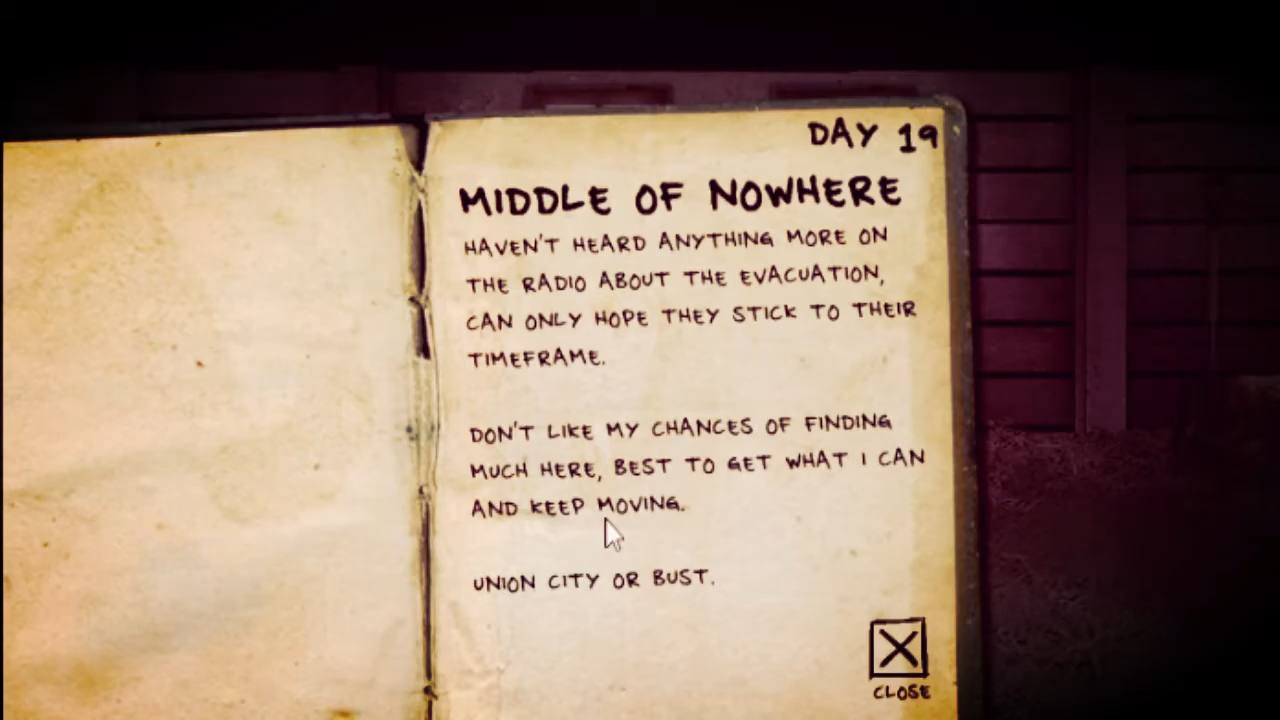 DAY 19
MIDDLE OF NOWHERE
HAVEN'T HEARD ANYTHING MORE ON
THE RADIO ABOUT THE EVACUATION,
CAN ONLY HOPE THEY STICK TO THEIR
TIMEFRAME.
DON'T LIKE MY CHANCES OF FINDING
MUCH HERE, BEST TO GET WHAT I CAN
AND KEEP MOVING.
UNION CITY OR BUST.
CLOSE